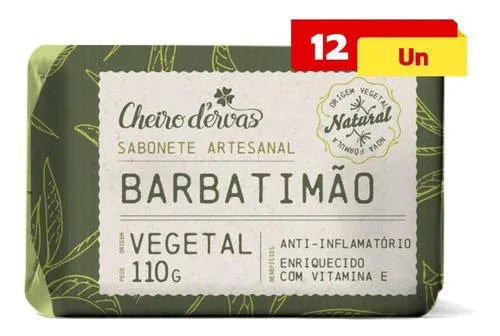 12
Un
Cheiro d'ervas
SABONETE ARTESANAL
BARBATIMÃO
ORIGEM VEGETAL
Natural
NOVA FORMULA
ORIGEM
VEGETAL
PESO
110G
BENEFÍCIOS
ANTI-INFLAMATÓRIO
ENRIQUECIDO
COM VITAMINA E